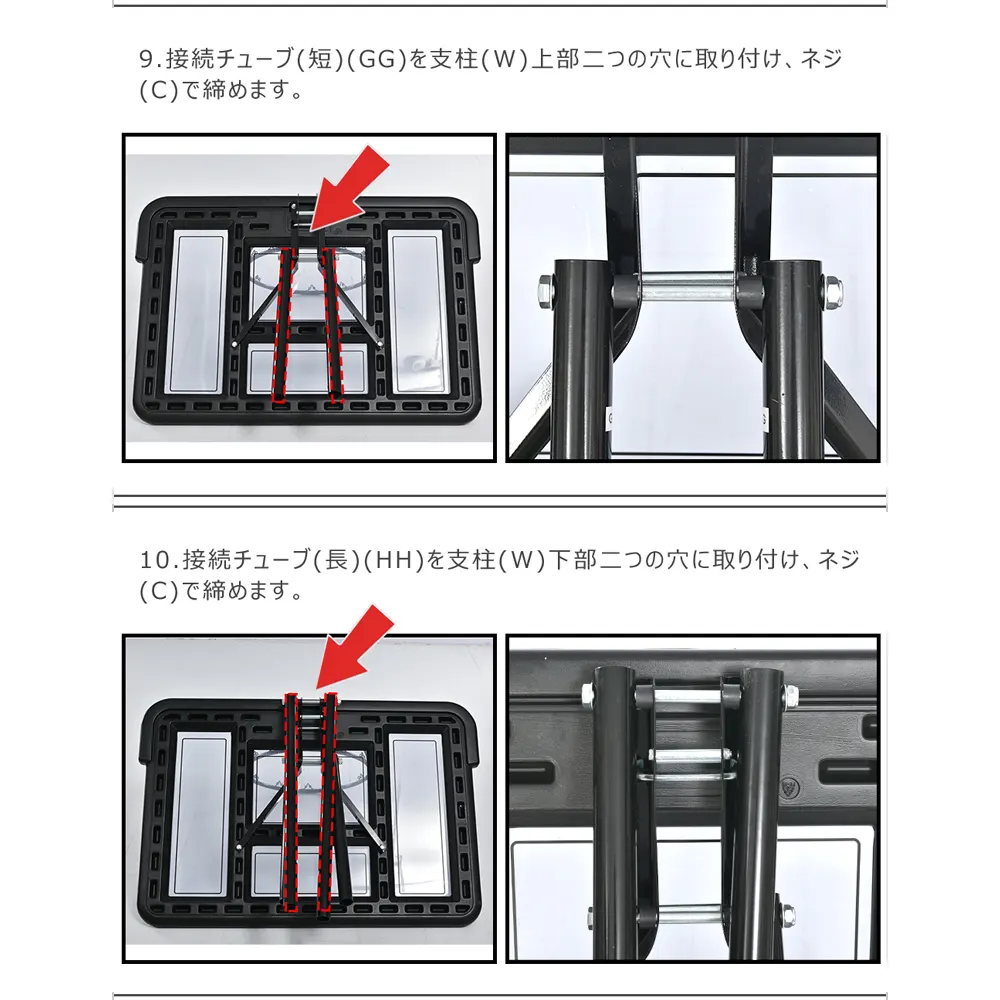 9.接続チューブ(短)(GG)を支柱(W)上部二つの穴に取り付け、ネジ
(C)で締めます。
G
G
10.接続チューブ(長)(HH)を支柱(W)下部二つの穴に取り付け、ネジ
(C)で締めます。